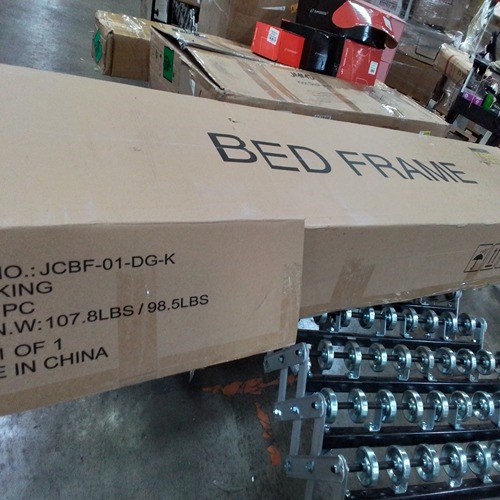 BED FRAME
NO.: JCBF-01-DG-K
KING
PC
N.W: 107.8LBS / 98.5LBS
1 OF 1
E IN CHINA